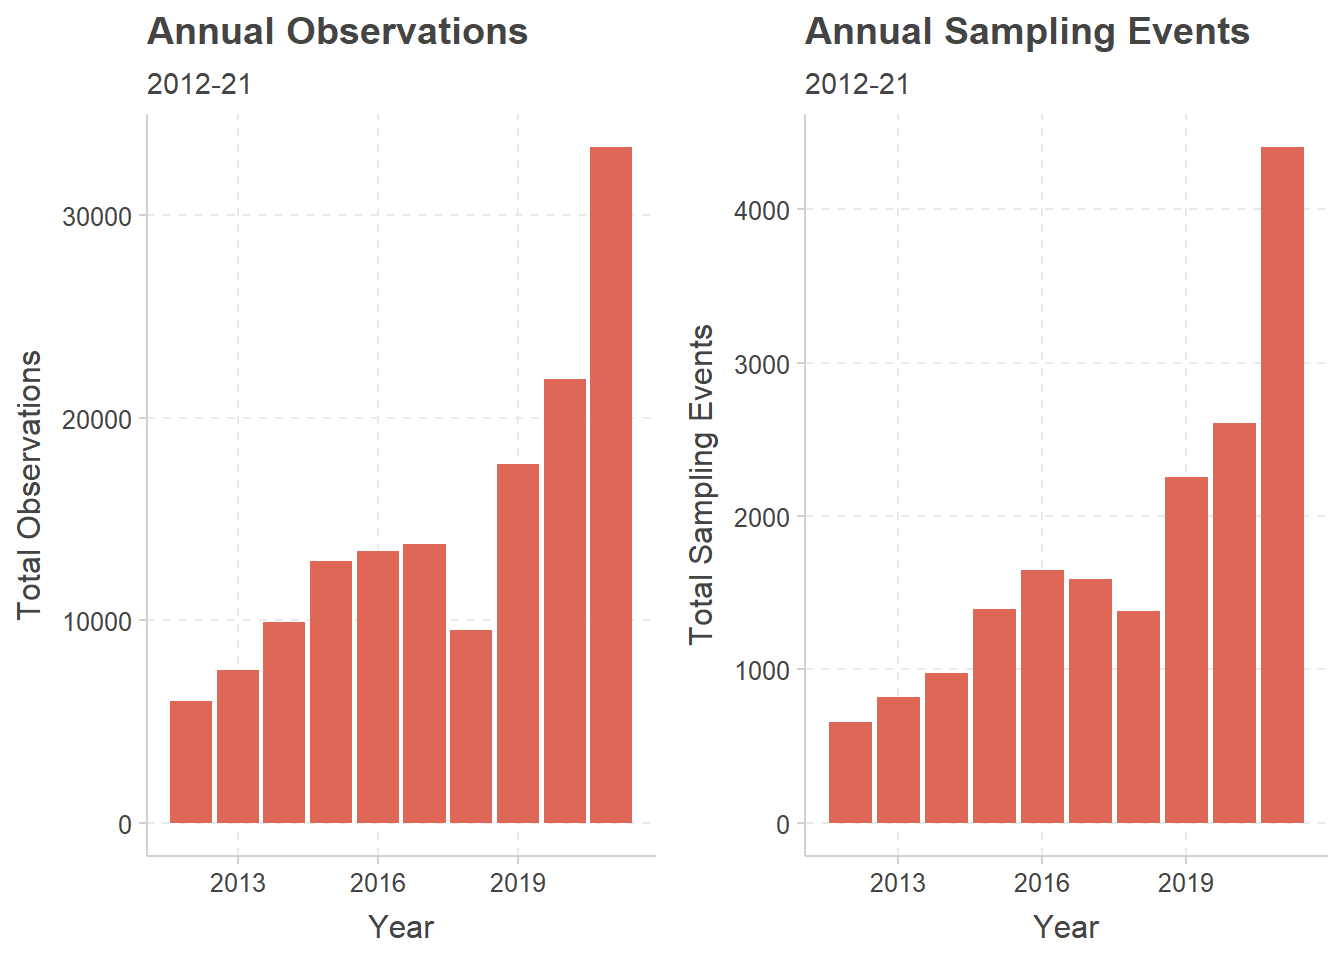 Annual Observations
2012-21
Total Observations
30000
20000
10000
0
2013
2016
2019
Year
Annual Sampling Events
2012-21
Total Sampling Events
4000
3000
2000
1000
0
2013
2016
2019
Year